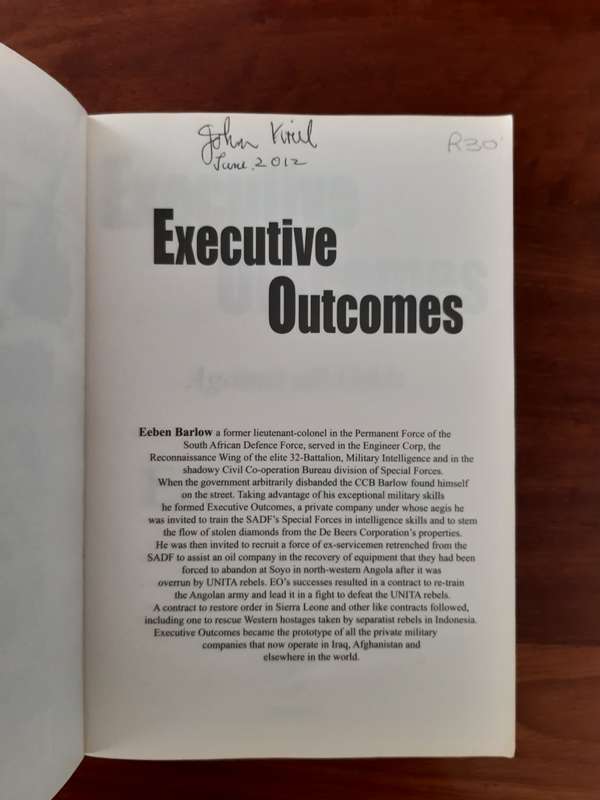 John Kriel
June, 2012
R30
Executive
Outcomes
Eeben Barlow a former lieutenant-colonel in the Permanent Force of the
South African Defence Force, served in the Engineer Corp, the
Reconnaissance Wing of the elite 32-Battalion, Military Intelligence and in the
shadowy Civil Co-operation Bureau division of Special Forces.
When the government arbitrarily disbanded the CCB Barlow found himself
on the street. Taking advantage of his exceptional military skills
he formed Executive Outcomes, a private company under whose aegis he
was invited to train the SADF's Special Forces in intelligence skills and to stem
the flow of stolen diamonds from the De Beers Corporation's properties.
He was then invited to recruit a force of ex-servicemen retrenched from the
SADF to assist an oil company in the recovery of equipment that they had been
forced to abandon at Soyo in north-western Angola after it was
overrun by UNITA rebels. EO's successes resulted in a contract to re-train
the Angolan army and lead it in a fight to defeat the UNITA rebels.
A contract to restore order in Sierra Leone and other like contracts followed,
including one to rescue Western hostages taken by separatist rebels in Indonesia.
Executive Outcomes became the prototype of all the private military
companies that now operate in Iraq, Afghanistan and
elsewhere in the world.